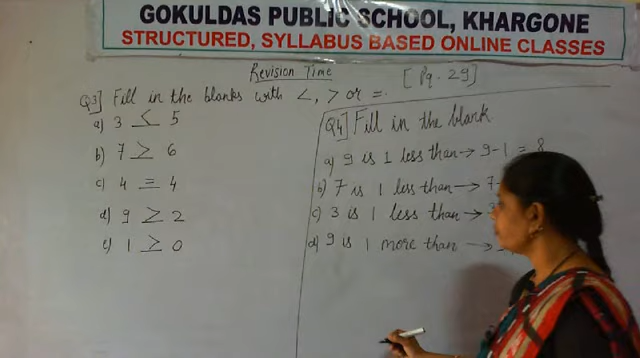 GOKULDAS PUBLIC SCHOOL, KHARGONE
STRUCTURED, SYLLABUS BASED ONLINE CLASSES
Revision Time
[Pg. 29]
Q3] Fill in the blanks with <, > or =.
a) 3 < 5
b) 7 > 6
c) 4 = 4
d) 9 > 2
e) 1 > 0
Q4] Fill in the blank.
a) 9 is 1 less than → 9-1 = 8
b) 7 is 1 less than → 7-
c) 3 is 1 less than → 3
d) 9 is 1 more than →